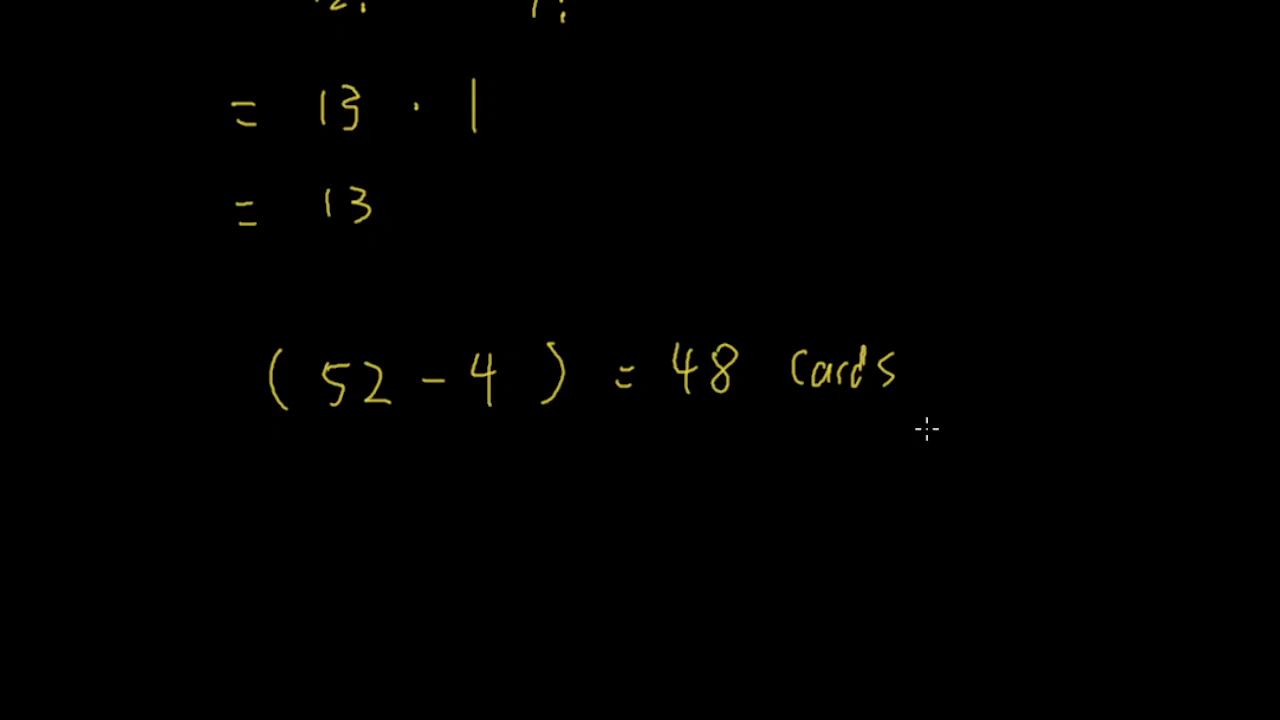 = 13 · 1
= 13
(52 - 4) = 48 cards